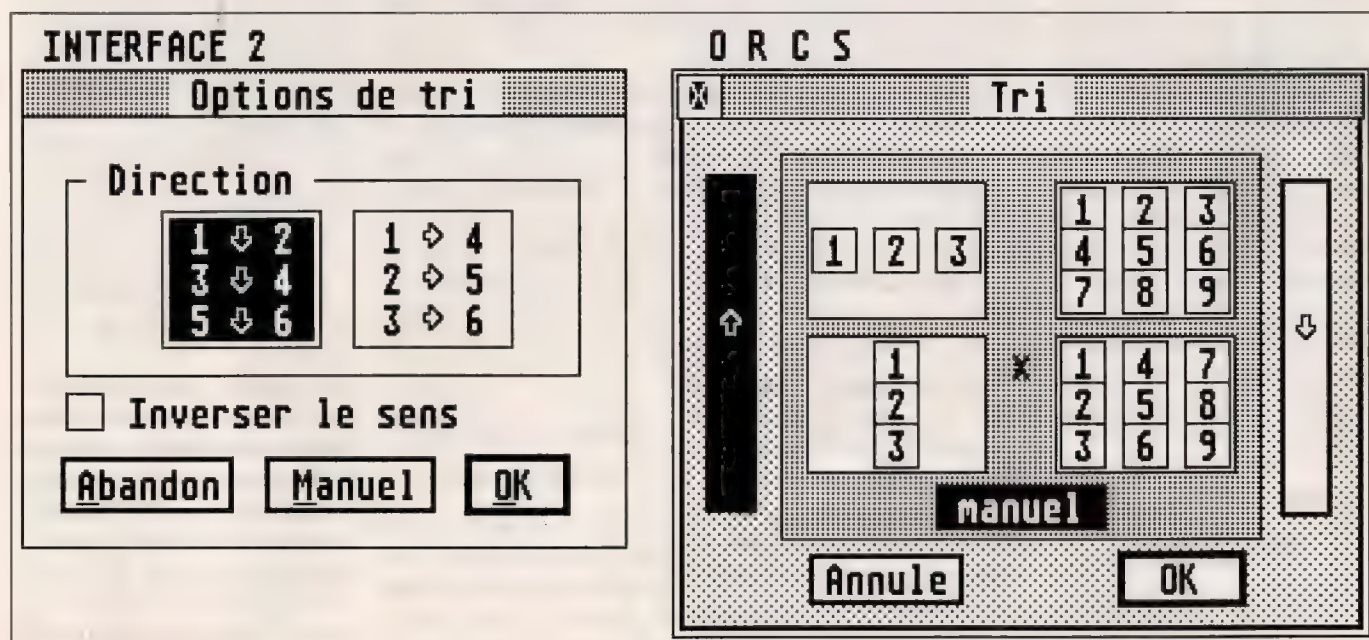 INTERFACE 2
Options de tri
Direction
1 ⇩ 2
3 ⇩ 4
5 ⇩ 6
1 ⇨ 4
2 ⇨ 5
3 ⇨ 6
Inverser le sens
Abandon Manuel OK
O R C S
Tri
1 2 3
1 2 3
4 5 6
7 8 9
1
2
3
1 4 7
2 5 8
3 6 9
manuel
Annule OK